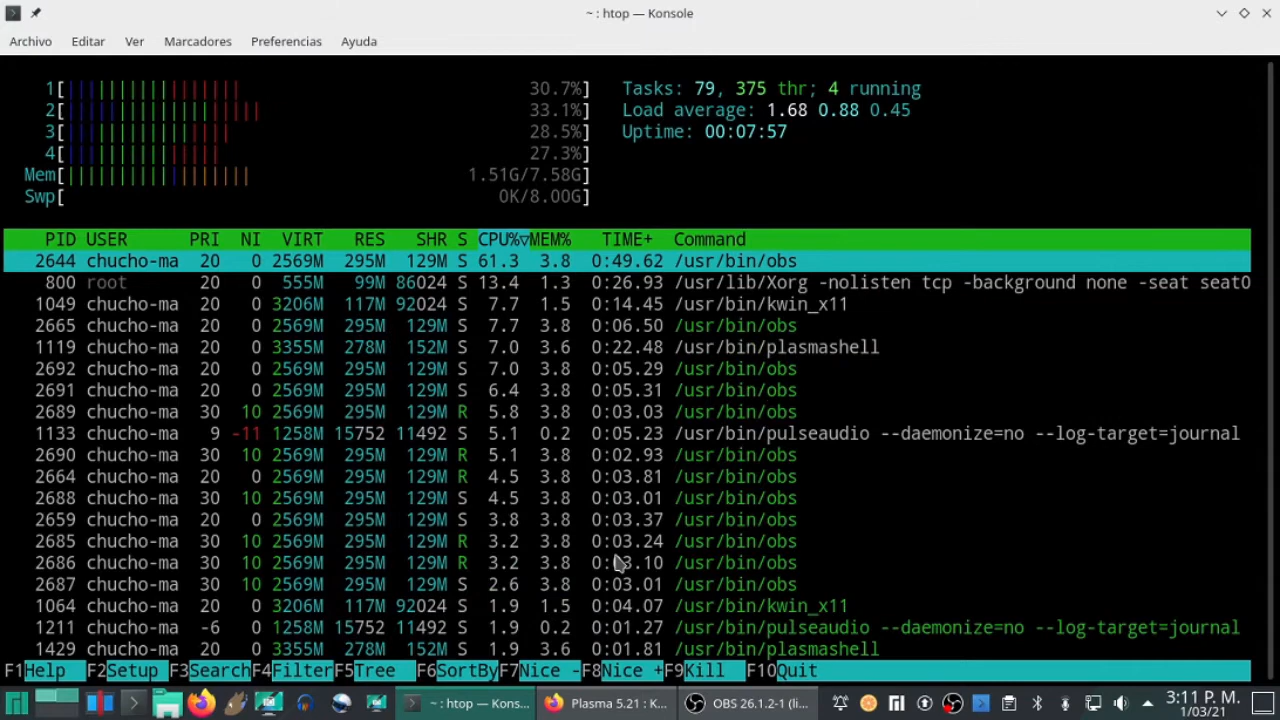 ~ : htop — Konsole
Archivo Editar Ver Marcadores Preferencias Ayuda
1[ 30.7%] Tasks: 79, 375 thr; 4 running
2[ 33.1%] Load average: 1.68 0.88 0.45
3[ 28.5%] Uptime: 00:07:57
4[ 27.3%]
Mem[ 1.51G/7.58G]
Swp[ 0K/8.00G]
PID USER PRI NI VIRT RES SHR S CPU%▽MEM% TIME+ Command
2644 chucho-ma 20 0 2569M 295M 129M S 61.3 3.8 0:49.62 /usr/bin/obs
800 root 20 0 555M 99M 86024 S 13.4 1.3 0:26.93 /usr/lib/Xorg -nolisten tcp -background none -seat seat0
1049 chucho-ma 20 0 3206M 117M 92024 S 7.7 1.5 0:14.45 /usr/bin/kwin_x11
2665 chucho-ma 20 0 2569M 295M 129M S 7.7 3.8 0:06.50 /usr/bin/obs
1119 chucho-ma 20 0 3355M 278M 152M S 7.0 3.6 0:22.48 /usr/bin/plasmashell
2692 chucho-ma 20 0 2569M 295M 129M S 7.0 3.8 0:05.29 /usr/bin/obs
2691 chucho-ma 20 0 2569M 295M 129M S 6.4 3.8 0:05.31 /usr/bin/obs
2689 chucho-ma 30 10 2569M 295M 129M R 5.8 3.8 0:03.03 /usr/bin/obs
1133 chucho-ma 9 -11 1258M 15752 11492 S 5.1 0.2 0:05.23 /usr/bin/pulseaudio --daemonize=no --log-target=journal
2690 chucho-ma 30 10 2569M 295M 129M R 5.1 3.8 0:02.93 /usr/bin/obs
2664 chucho-ma 20 0 2569M 295M 129M R 4.5 3.8 0:03.81 /usr/bin/obs
2688 chucho-ma 30 10 2569M 295M 129M S 4.5 3.8 0:03.01 /usr/bin/obs
2659 chucho-ma 20 0 2569M 295M 129M S 3.8 3.8 0:03.37 /usr/bin/obs
2685 chucho-ma 30 10 2569M 295M 129M R 3.2 3.8 0:03.24 /usr/bin/obs
2686 chucho-ma 30 10 2569M 295M 129M R 3.2 3.8 0:03.10 /usr/bin/obs
2687 chucho-ma 30 10 2569M 295M 129M S 2.6 3.8 0:03.01 /usr/bin/obs
1064 chucho-ma 20 0 3206M 117M 92024 S 1.9 1.5 0:04.07 /usr/bin/kwin_x11
1211 chucho-ma -6 0 1258M 15752 11492 S 1.9 0.2 0:01.27 /usr/bin/pulseaudio --daemonize=no --log-target=journal
1429 chucho-ma 20 0 3355M 278M 152M S 1.9 3.6 0:01.81 /usr/bin/plasmashell
F1Help F2Setup F3SearchF4FilterF5Tree F6SortByF7Nice -F8Nice +F9Kill F10Quit
~ : htop — Kons... Plasma 5.21 : K... OBS 26.1.2-1 (li... 3:11 P. M.
1/03/21